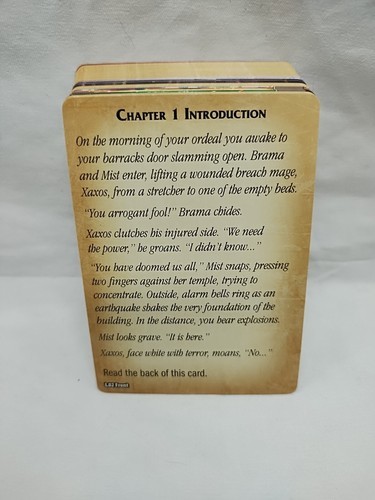 CHAPTER 1 INTRODUCTION
On the morning of your ordeal you awake to
your barracks door slamming open. Brama
and Mist enter, lifting a wounded breach mage,
Xaxos, from a stretcher to one of the empty beds.
"You arrogant fool!" Brama chides.
Xaxos clutches his injured side. "We need
the power," he groans. "I didn't know..."
"You have doomed us all," Mist snaps, pressing
two fingers against her temple, trying to
concentrate. Outside, alarm bells ring as an
earthquake shakes the very foundation of the
building. In the distance, you hear explosions.
Mist looks grave. "It is here."
Xaxos, face white with terror, moans, "No..."
Read the back of this card.